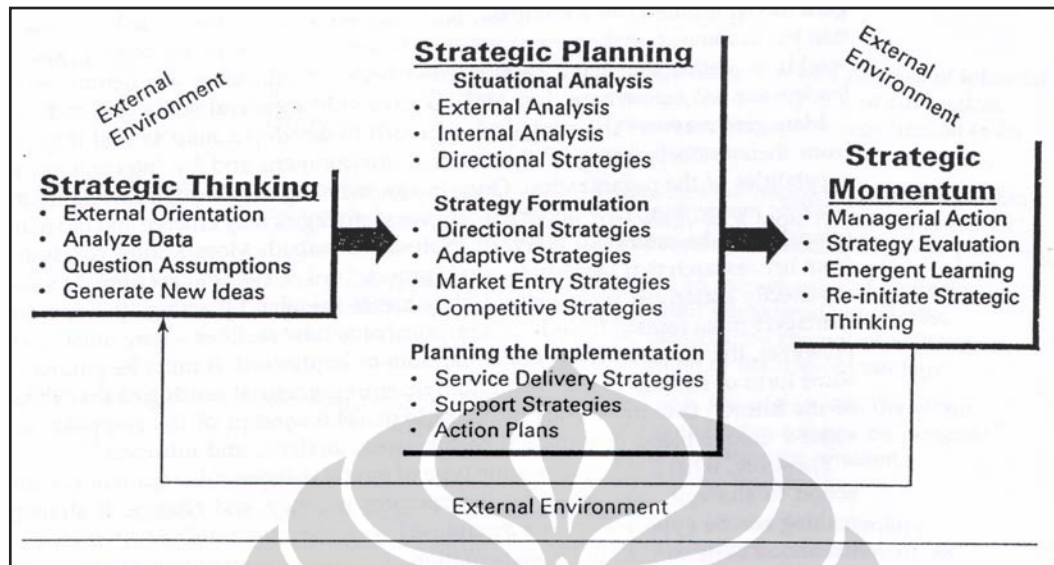 External
Environment
Strategic Thinking
• External Orientation
• Analyze Data
• Question Assumptions
• Generate New Ideas
Strategic Planning
Situational Analysis
• External Analysis
• Internal Analysis
• Directional Strategies
Strategy Formulation
• Directional Strategies
• Adaptive Strategies
• Market Entry Strategies
• Competitive Strategies
Planning the Implementation
• Service Delivery Strategies
• Support Strategies
• Action Plans
External
Environment
Strategic
Momentum
• Managerial Action
• Strategy Evaluation
• Emergent Learning
• Re-initiate Strategic
Thinking
External Environment